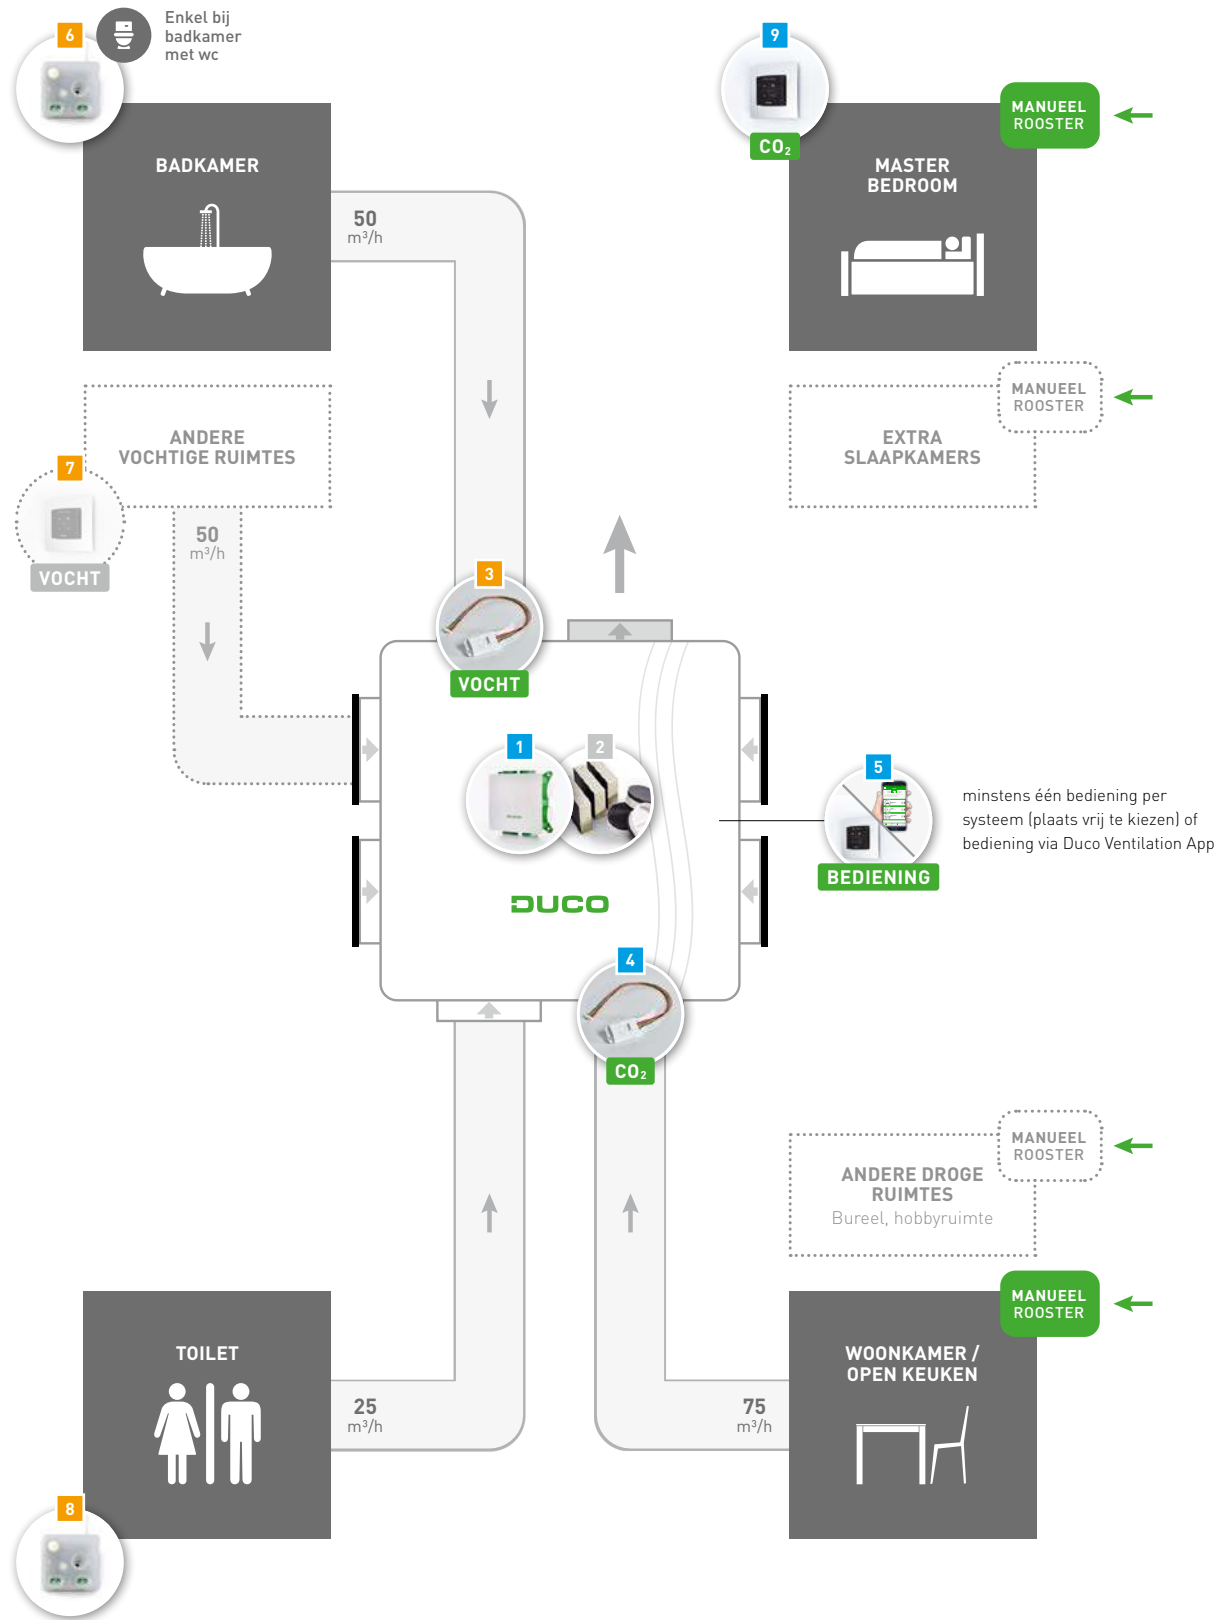 6
Enkel bij
badkamer
met wc
BADKAMER
50
m³/h
9
CO₂
MANUEEL
ROOSTER
MASTER
BEDROOM
ANDERE
VOCHTIGE RUIMTES
7
VOCHT
50
m³/h
MANUEEL
ROOSTER
EXTRA
SLAAPKAMERS
3
VOCHT
1
2
DUCO
5
BEDIENING
minstens één bediening per
systeem (plaats vrij te kiezen) of
bediening via Duco Ventilation App
4
CO₂
MANUEEL
ROOSTER
ANDERE DROGE
RUIMTES
Bureel, hobbyruimte
TOILET
25
m³/h
8
MANUEEL
ROOSTER
WOONKAMER /
OPEN KEUKEN
75
m³/h